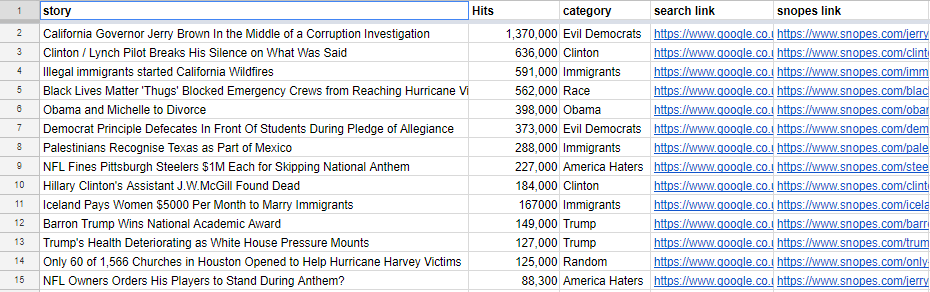 1 story Hits category search link snopes link
2 California Governor Jerry Brown In the Middle of a Corruption Investigation 1,370,000 Evil Democrats https://www.google.co.u https://www.snopes.com/jerry
3 Clinton / Lynch Pilot Breaks His Silence on What Was Said 636,000 Clinton https://www.google.co.u https://www.snopes.com/clint
4 Illegal immigrants started California Wildfires 591,000 Immigrants https://www.google.co.u https://www.snopes.com/imm
5 Black Lives Matter 'Thugs' Blocked Emergency Crews from Reaching Hurricane Vi 562,000 Race https://www.google.co.u https://www.snopes.com/blac
6 Obama and Michelle to Divorce 398,000 Obama https://www.google.co.u https://www.snopes.com/obar
7 Democrat Principle Defecates In Front Of Students During Pledge of Allegiance 373,000 Evil Democrats https://www.google.co.u https://www.snopes.com/dem
8 Palestinians Recognise Texas as Part of Mexico 288,000 Immigrants https://www.google.co.u https://www.snopes.com/pale
9 NFL Fines Pittsburgh Steelers $1M Each for Skipping National Anthem 227,000 America Haters https://www.google.co.u https://www.snopes.com/stee
10 Hillary Clinton's Assistant J.W.McGill Found Dead 184,000 Clinton https://www.google.co.u https://www.snopes.com/clint
11 Iceland Pays Women $5000 Per Month to Marry Immigrants 167000 Immigrants https://www.google.co.u https://www.snopes.com/icela
12 Barron Trump Wins National Academic Award 149,000 Trump https://www.google.co.u https://www.snopes.com/barr
13 Trump's Health Deteriorating as White House Pressure Mounts 127,000 Trump https://www.google.co.u https://www.snopes.com/trum
14 Only 60 of 1,566 Churches in Houston Opened to Help Hurricane Harvey Victims 125,000 Random https://www.google.co.u https://www.snopes.com/only-
15 NFL Owners Orders His Players to Stand During Anthem? 88,300 America Haters https://www.google.co.u https://www.snopes.com/jerry